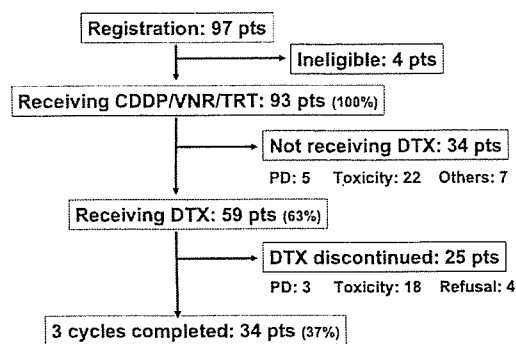 Registration: 97 pts
Ineligible: 4 pts
Receiving CDDP/VNR/TRT: 93 pts (100%)
Not receiving DTX: 34 pts
PD: 5 Toxicity: 22 Others: 7
Receiving DTX: 59 pts (63%)
DTX discontinued: 25 pts
PD: 3 Toxicity: 18 Refusal: 4
3 cycles completed: 34 pts (37%)